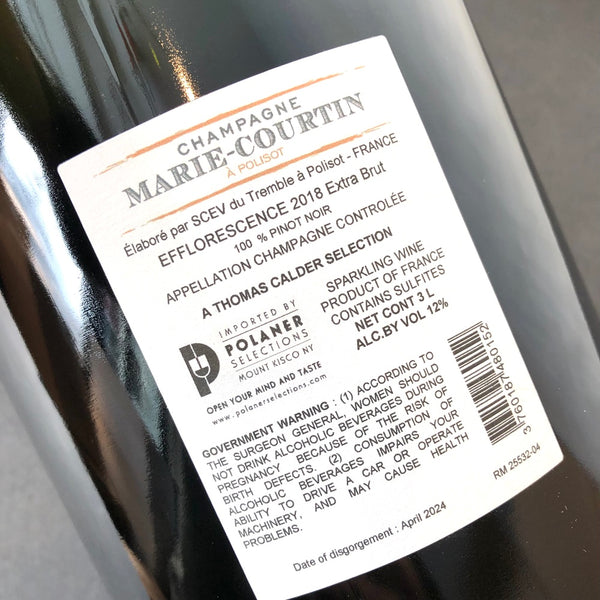 CHAMPAGNE
MARIE-COURTIN
À POLISOT
Élaboré par SCEV du Tremble à Polisot - FRANCE
EFFLORESCENCE 2018 Extra Brut
100 % PINOT NOIR
APPELLATION CHAMPAGNE CONTROLÉE
A THOMAS CALDER SELECTION
IMPORTED BY
POLANER
SELECTIONS
MOUNT KISCO NY
OPEN YOUR MIND AND TASTE
www.polanerselections.com
SPARKLING WINE
PRODUCT OF FRANCE
CONTAINS SULFITES
NET CONT 3 L
ALC.BY VOL 12%
GOVERNMENT WARNING : (1) ACCORDING TO
THE SURGEON GENERAL, WOMEN SHOULD
NOT DRINK ALCOHOLIC BEVERAGES DURING
PREGNANCY BECAUSE OF THE RISK OF
BIRTH DEFECTS. (2) CONSUMPTION OF
ALCOHOLIC BEVERAGES IMPAIRS YOUR
ABILITY TO DRIVE A CAR OR OPERATE
MACHINERY, AND MAY CAUSE HEALTH
PROBLEMS.
3760187480152
RM 25532-04
Date of disgorgement : April 2024